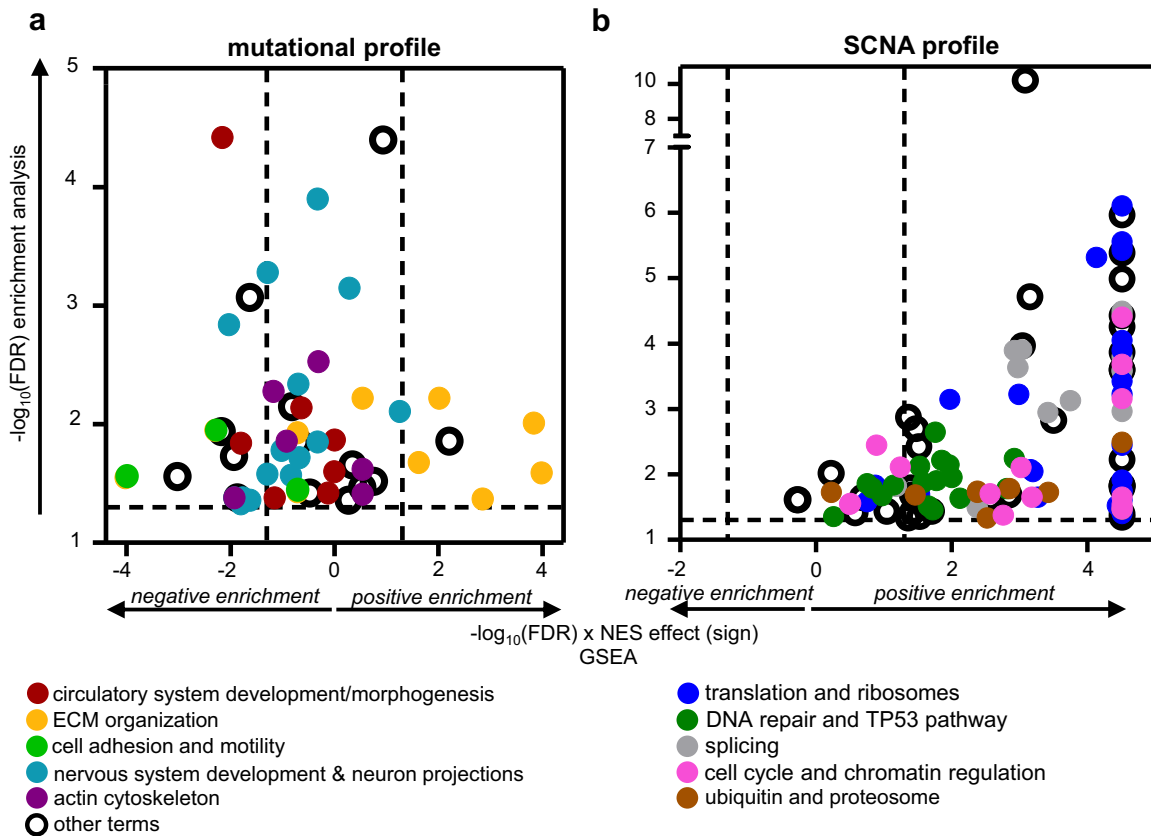 a
mutational profile
5
4
3
2
1
-4
-2
0
2
4
-log10(FDR) enrichment analysis
negative enrichment
positive enrichment
b
SCNA profile
10
8
7
6
5
4
3
2
1
-2
0
2
4
negative enrichment
positive enrichment
-log10(FDR) x NES effect (sign)
GSEA
circulatory system development/morphogenesis
ECM organization
cell adhesion and motility
nervous system development & neuron projections
actin cytoskeleton
other terms
translation and ribosomes
DNA repair and TP53 pathway
splicing
cell cycle and chromatin regulation
ubiquitin and proteosome